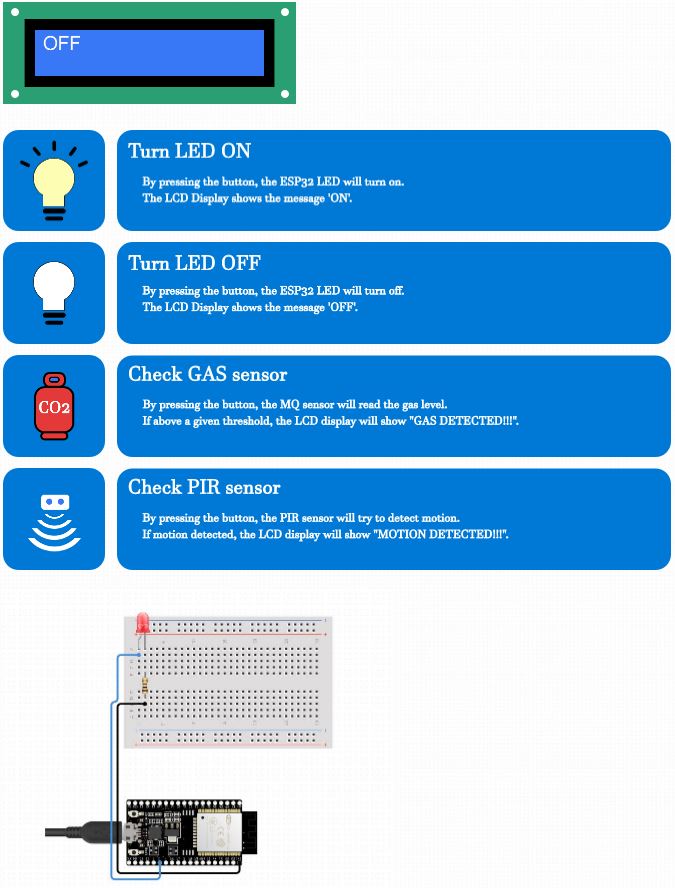 OFF
Turn LED ON
By pressing the button, the ESP32 LED will turn on.
The LCD Display shows the message 'ON'.
Turn LED OFF
By pressing the button, the ESP32 LED will turn off.
The LCD Display shows the message 'OFF'.
Check GAS sensor
CO2
By pressing the button, the MQ sensor will read the gas level.
If above a given threshold, the LCD display will show "GAS DETECTED!!!".
Check PIR sensor
By pressing the button, the PIR sensor will try to detect motion.
If motion detected, the LCD display will show "MOTION DETECTED!!!".